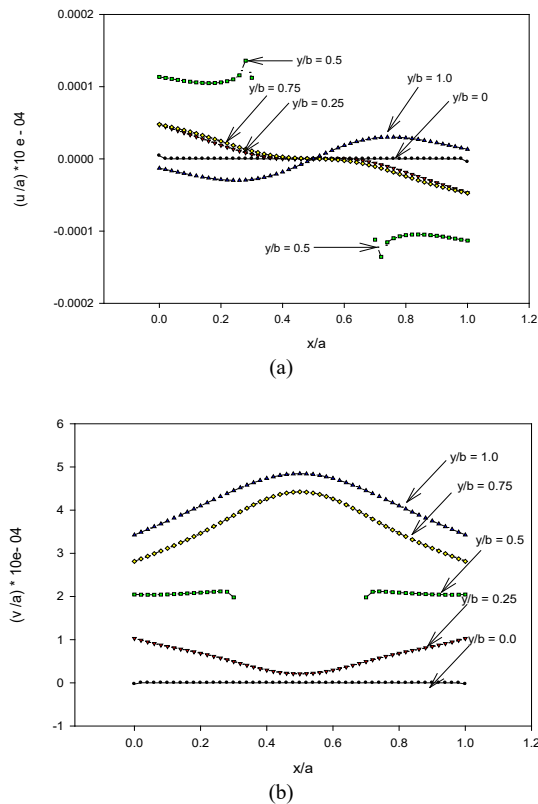 0.0002
0.0001
0.0000
-0.0001
-0.0002
(u /a) *10 e - 04
y/b = 0.5
y/b = 0.75
y/b = 0.25
y/b = 1.0
y/b = 0
y/b = 0.5
0.0 0.2 0.4 0.6 0.8 1.0 1.2
x/a
(a)
6
5
4
3
2
1
0
-1
(v /a) * 10e- 04
y/b = 1.0
y/b = 0.75
y/b = 0.5
y/b = 0.25
y/b = 0.0
0.0 0.2 0.4 0.6 0.8 1.0 1.2
x/a
(b)